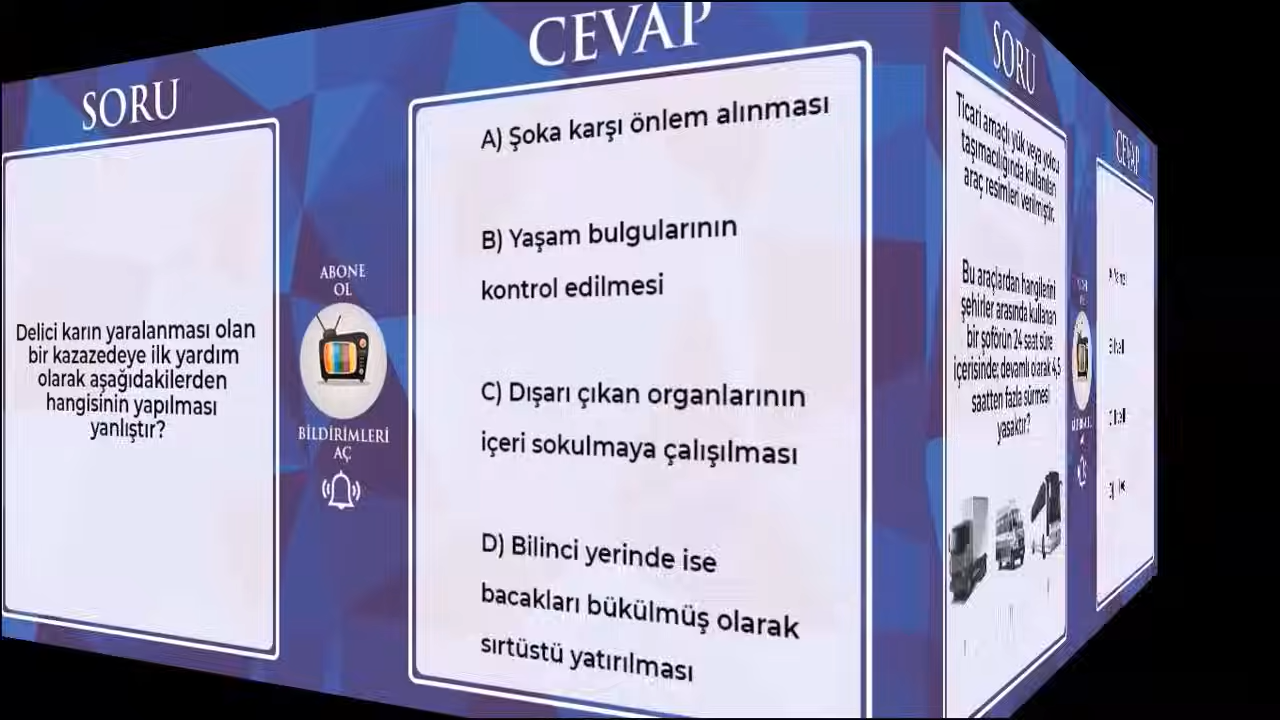 SORU
Delici karın yaralanması olan
bir kazazedeye ilk yardım
olarak aşağıdakilerden
hangisinin yapılması
yanlıştır?
ABONE
OL
BİLDİRİMLERİ
AÇ
CEVAP
A) Şoka karşı önlem alınması
B) Yaşam bulgularının
kontrol edilmesi
C) Dışarı çıkan organlarının
içeri sokulmaya çalışılması
D) Bilinci yerinde ise
bacakları bükülmüş olarak
sırtüstü yatırılması
SORU
Ticari amaçlı yük veya yolcu
taşımacılığında kullanılan
araç resimleri verilmiştir.
Bu araçlardan hangilerini
şehirler arasında kullanan
bir şoförün 24 saat süre
içerisinde; devamlı olarak 4,5
saatten fazla sürmesi
yasaktır?
CEVAP